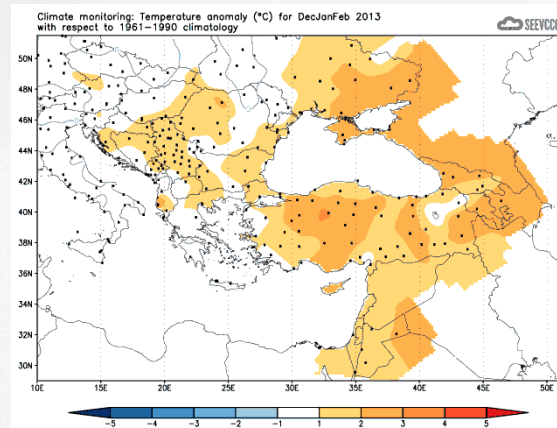 Climate monitoring: Temperature anomaly (°C) for DecJanFeb 2013
with respect to 1961−1990 climatology
SEEVCCC
50N
48N
46N
44N
42N
40N
38N
36N
34N
32N
30N
10E 15E 20E 25E 30E 35E 40E 45E 50E
−5 −4 −3 −2 −1 1 2 3 4 5